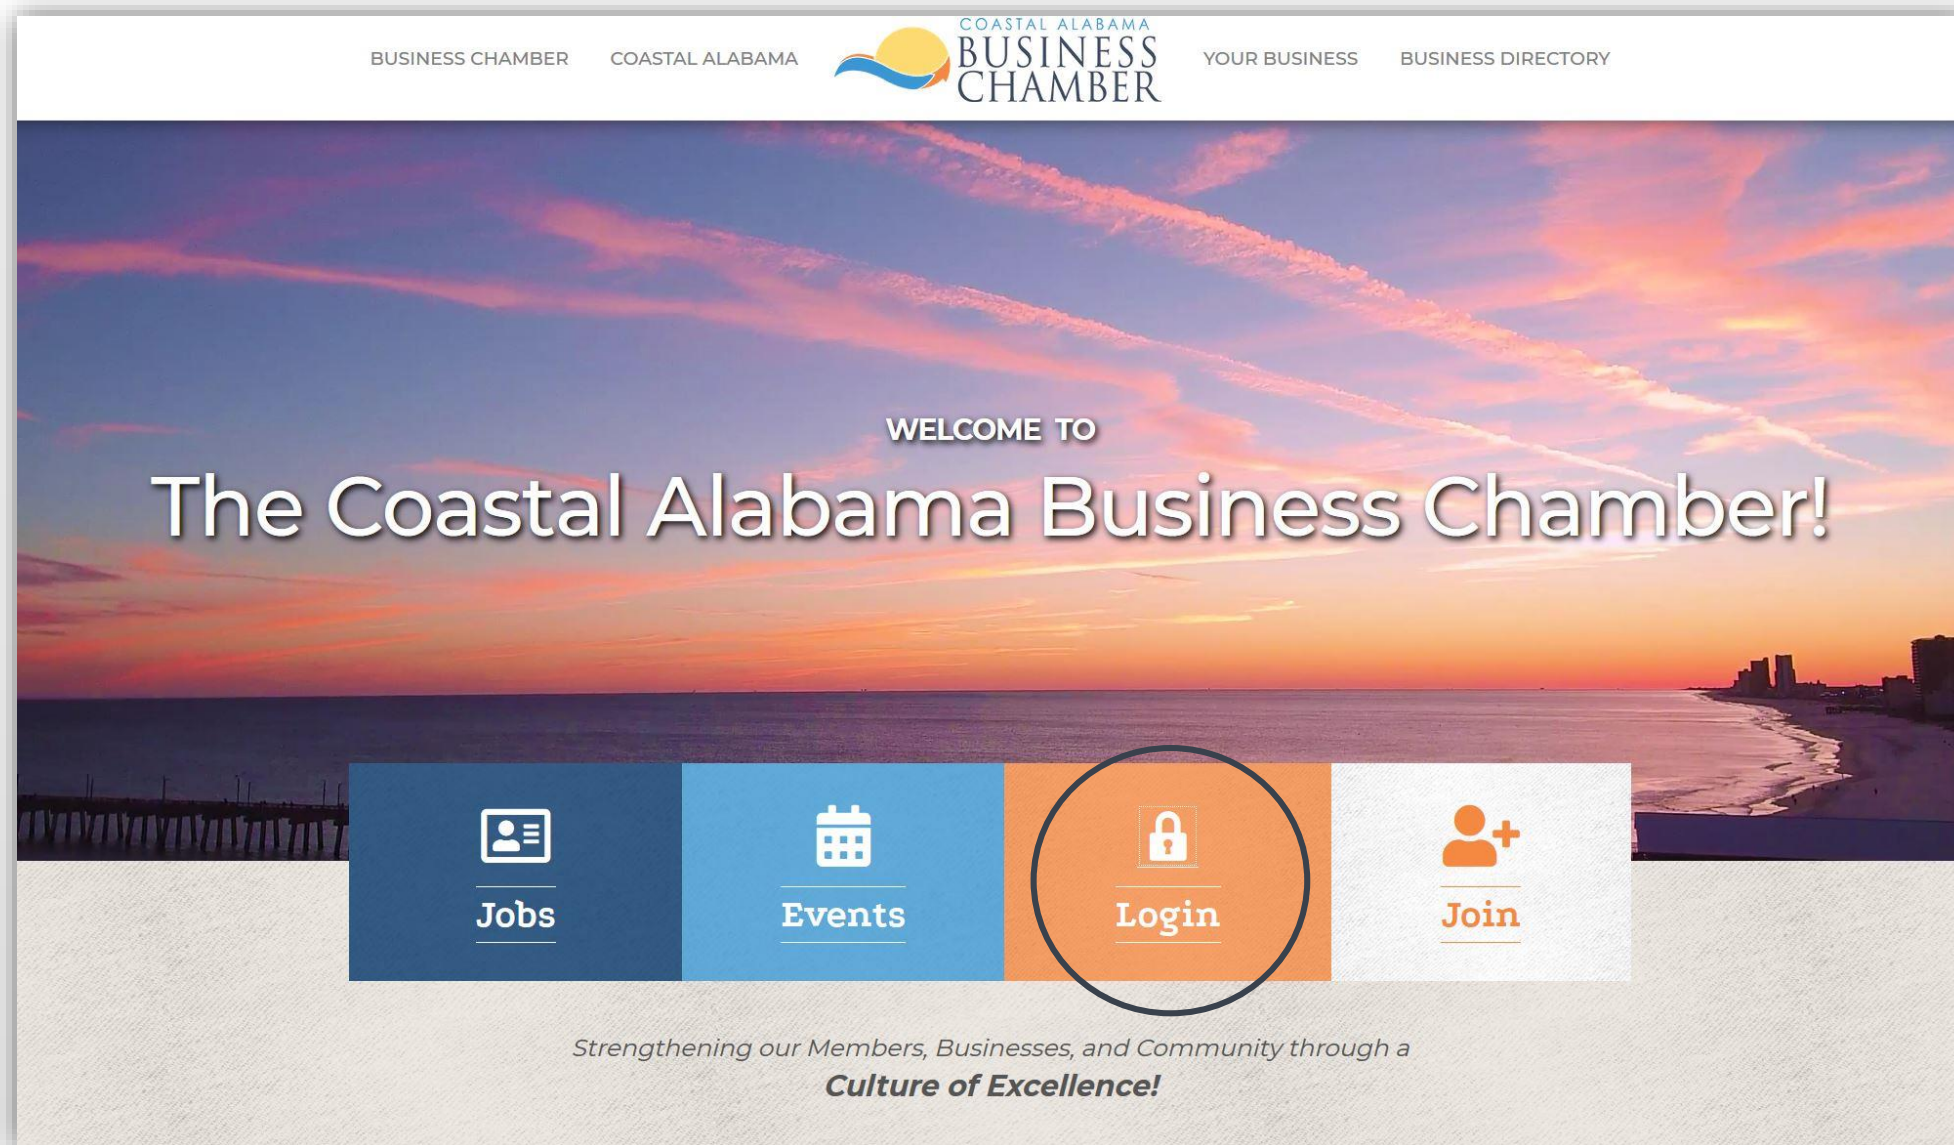 BUSINESS CHAMBER
COASTAL ALABAMA
COASTAL ALABAMA
BUSINESS
CHAMBER
YOUR BUSINESS
BUSINESS DIRECTORY
WELCOME TO
The Coastal Alabama Business Chamber!
Jobs
Events
Login
Join
Strengthening our Members, Businesses, and Community through a
Culture of Excellence!